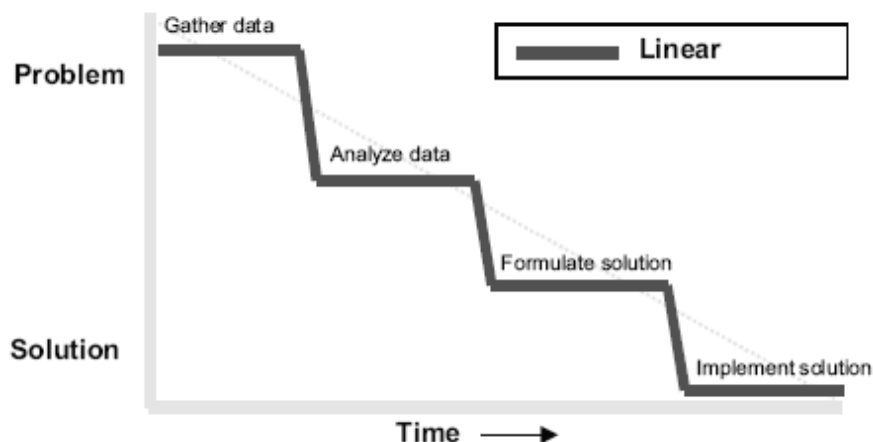 Gather data
Linear
Problem
Analyze data
Formulate solution
Solution
Implement solution
Time